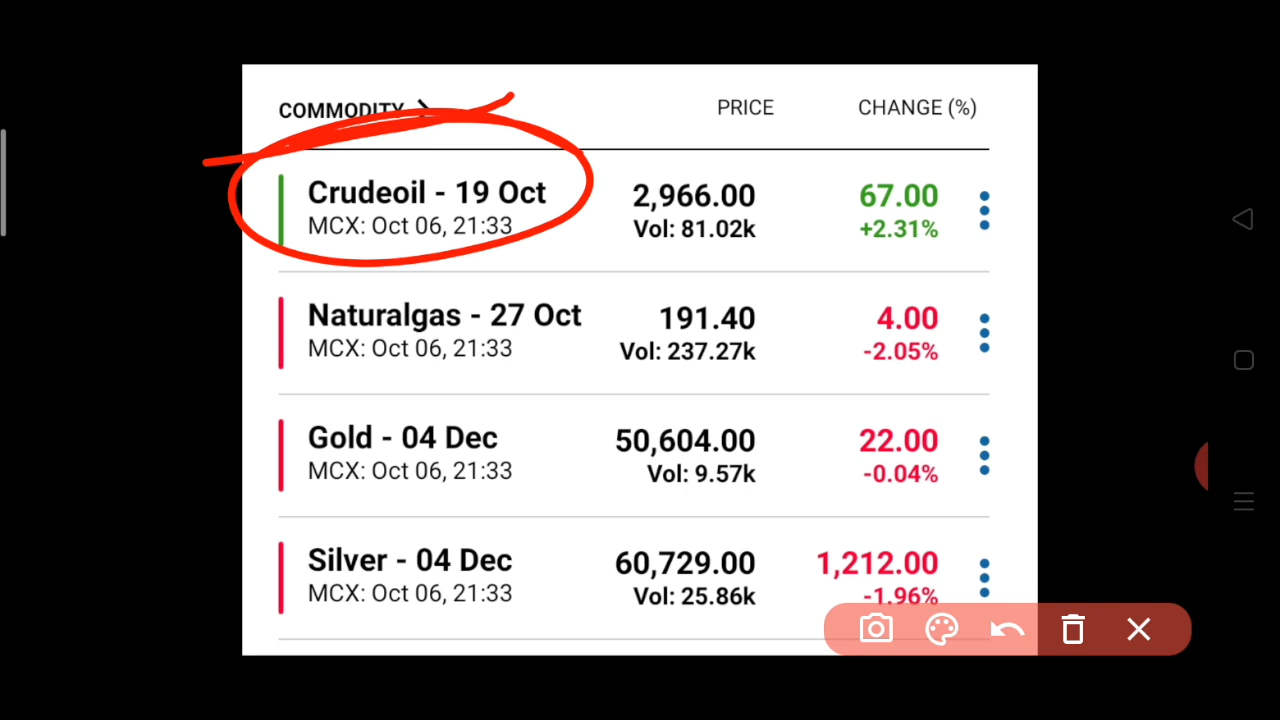 COMMODITY PRICE CHANGE (%)
Crudeoil - 19 Oct 2,966.00 67.00
MCX: Oct 06, 21:33 Vol: 81.02k +2.31%
Naturalgas - 27 Oct 191.40 4.00
MCX: Oct 06, 21:33 Vol: 237.27k -2.05%
Gold - 04 Dec 50,604.00 22.00
MCX: Oct 06, 21:33 Vol: 9.57k -0.04%
Silver - 04 Dec 60,729.00 1,212.00
MCX: Oct 06, 21:33 Vol: 25.86k -1.96%